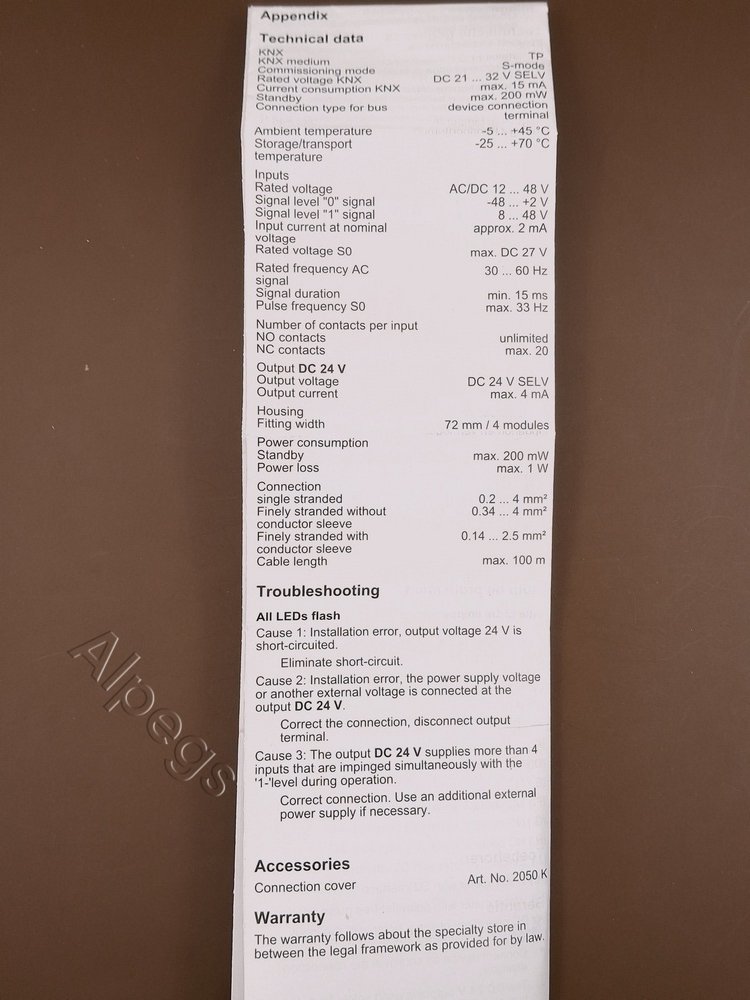 Appendix
Technical data
KNX
KNX medium TP
Commissioning mode S-mode
Rated voltage KNX DC 21 ... 32 V SELV
Current consumption KNX max. 15 mA
Standby max. 200 mW
Connection type for bus device connection
terminal
Ambient temperature -5 ... +45 °C
Storage/transport -25 ... +70 °C
temperature
Inputs
Rated voltage AC/DC 12 ... 48 V
Signal level "0" signal -48 ... +2 V
Signal level "1" signal 8 ... 48 V
Input current at nominal approx. 2 mA
voltage
Rated voltage S0 max. DC 27 V
Rated frequency AC 30 ... 60 Hz
signal
Signal duration min. 15 ms
Pulse frequency S0 max. 33 Hz
Number of contacts per input
NO contacts unlimited
NC contacts max. 20
Output DC 24 V
Output voltage DC 24 V SELV
Output current max. 4 mA
Housing
Fitting width 72 mm / 4 modules
Power consumption
Standby max. 200 mW
Power loss max. 1 W
Connection
single stranded 0.2 ... 4 mm²
Finely stranded without 0.34 ... 4 mm²
conductor sleeve
Finely stranded with 0.14 ... 2.5 mm²
conductor sleeve
Cable length max. 100 m
Troubleshooting
All LEDs flash
Cause 1: Installation error, output voltage 24 V is
short-circuited.
Eliminate short-circuit.
Cause 2: Installation error, the power supply voltage
or another external voltage is connected at the
output DC 24 V.
Correct the connection, disconnect output
terminal.
Cause 3: The output DC 24 V supplies more than 4
inputs that are impinged simultaneously with the
'1-'level during operation.
Correct connection. Use an additional external
power supply if necessary.
Accessories
Connection cover Art. No. 2050 K
Warranty
The warranty follows about the specialty store in
between the legal framework as provided for by law.
Alpegs